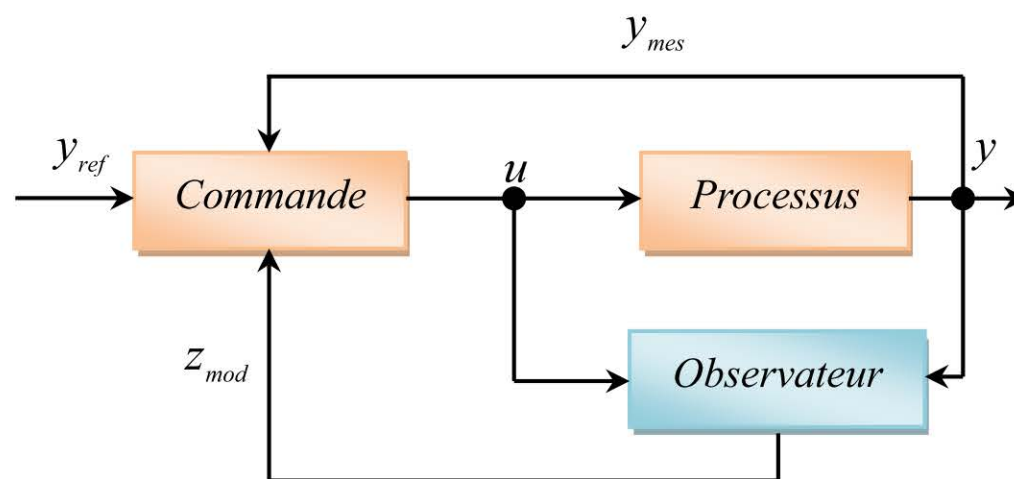 y_mes
y_ref
Commande
u
Processus
y
z_mod
Observateur